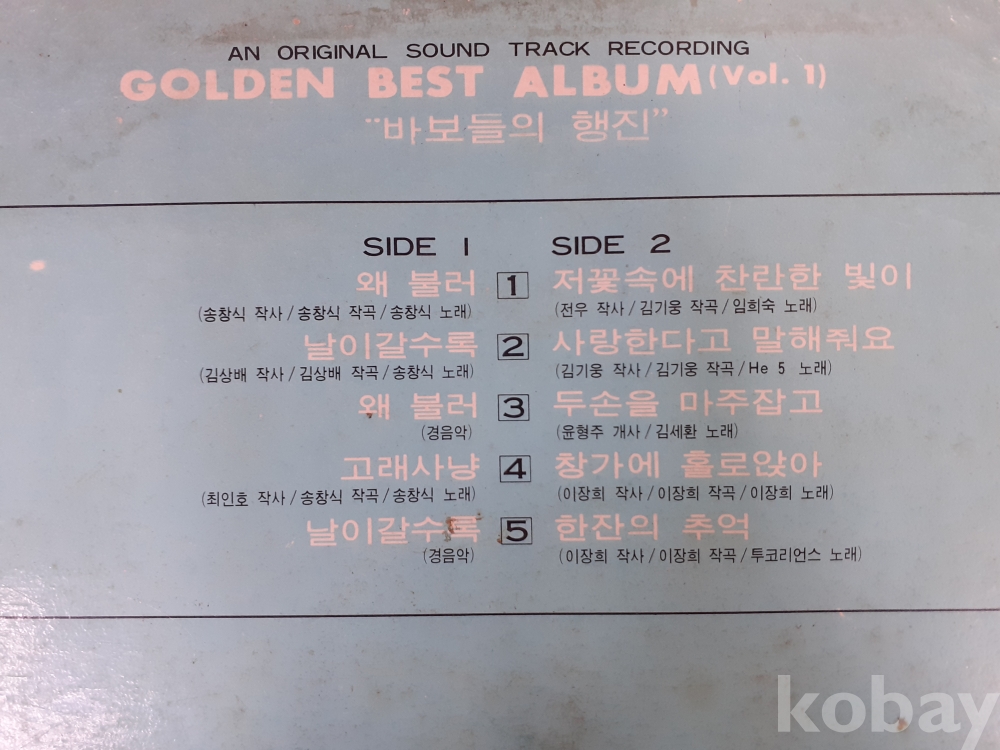 AN ORIGINAL SOUND TRACK RECORDING
GOLDEN BEST ALBUM (Vol. 1)
"바보들의 행진"
SIDE 1
왜 불러 1
(송창식 작사/송창식 작곡/송창식 노래)
날이갈수록 2
(김상배 작사/김상배 작곡/송창식 노래)
왜 불러 3
(경음악)
고래사냥 4
(최인호 작사/송창식 작곡/송창식 노래)
날이갈수록 5
(경음악)
SIDE 2
저꽃속에 찬란한 빛이
(전우 작사/김기웅 작곡/임희숙 노래)
사랑한다고 말해줘요
(김기웅 작사/김기웅 작곡/He 5 노래)
두손을 마주잡고
(윤형주 개사/김세환 노래)
창가에 홀로앉아
(이장희 작사/이장희 작곡/이장희 노래)
한잔의 추억
(이장희 작사/이장희 작곡/투코리언스 노래)
kobay